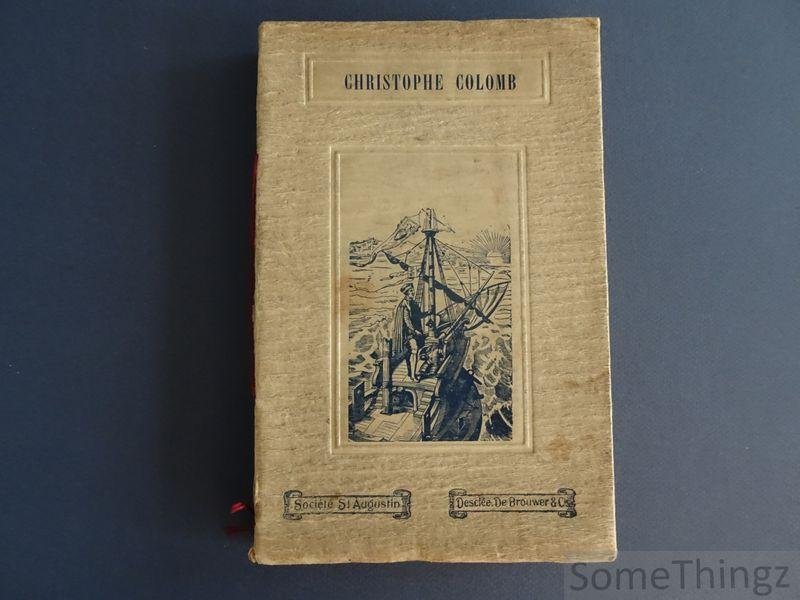 CHRISTOPHE COLOMB
Société St Augustin
Desclée, De Brouwer & Cie
SomeThingz